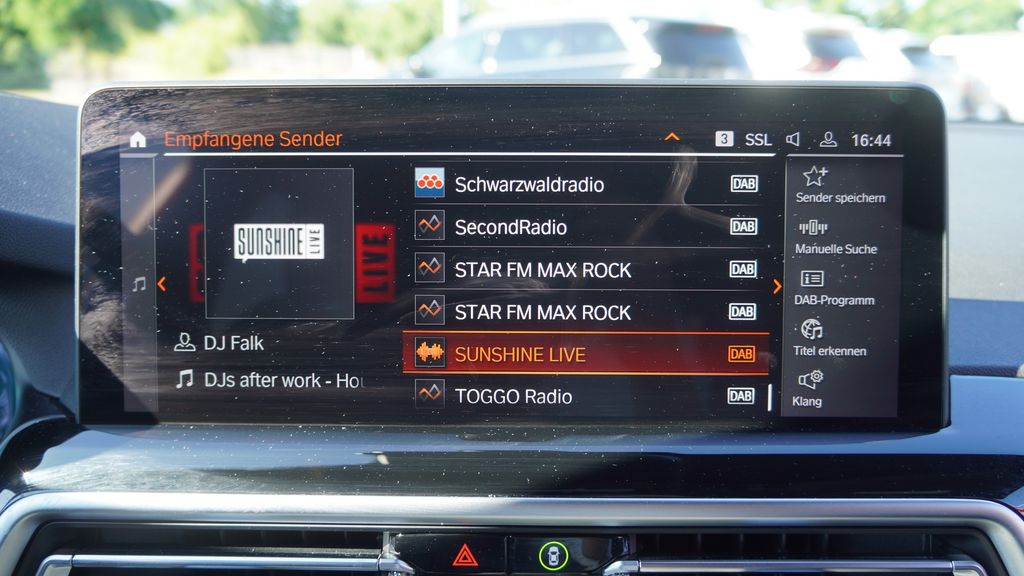 Empfangene Sender
3 SSL 16:44
SUNSHINE LIVE
LIVE
DJ Falk
DJs after work - Hou
Schwarzwaldradio DAB
SecondRadio DAB
STAR FM MAX ROCK DAB
STAR FM MAX ROCK DAB
SUNSHINE LIVE DAB
TOGGO Radio DAB
Sender speichern
Manuelle Suche
DAB-Programm
Titel erkennen
Klang